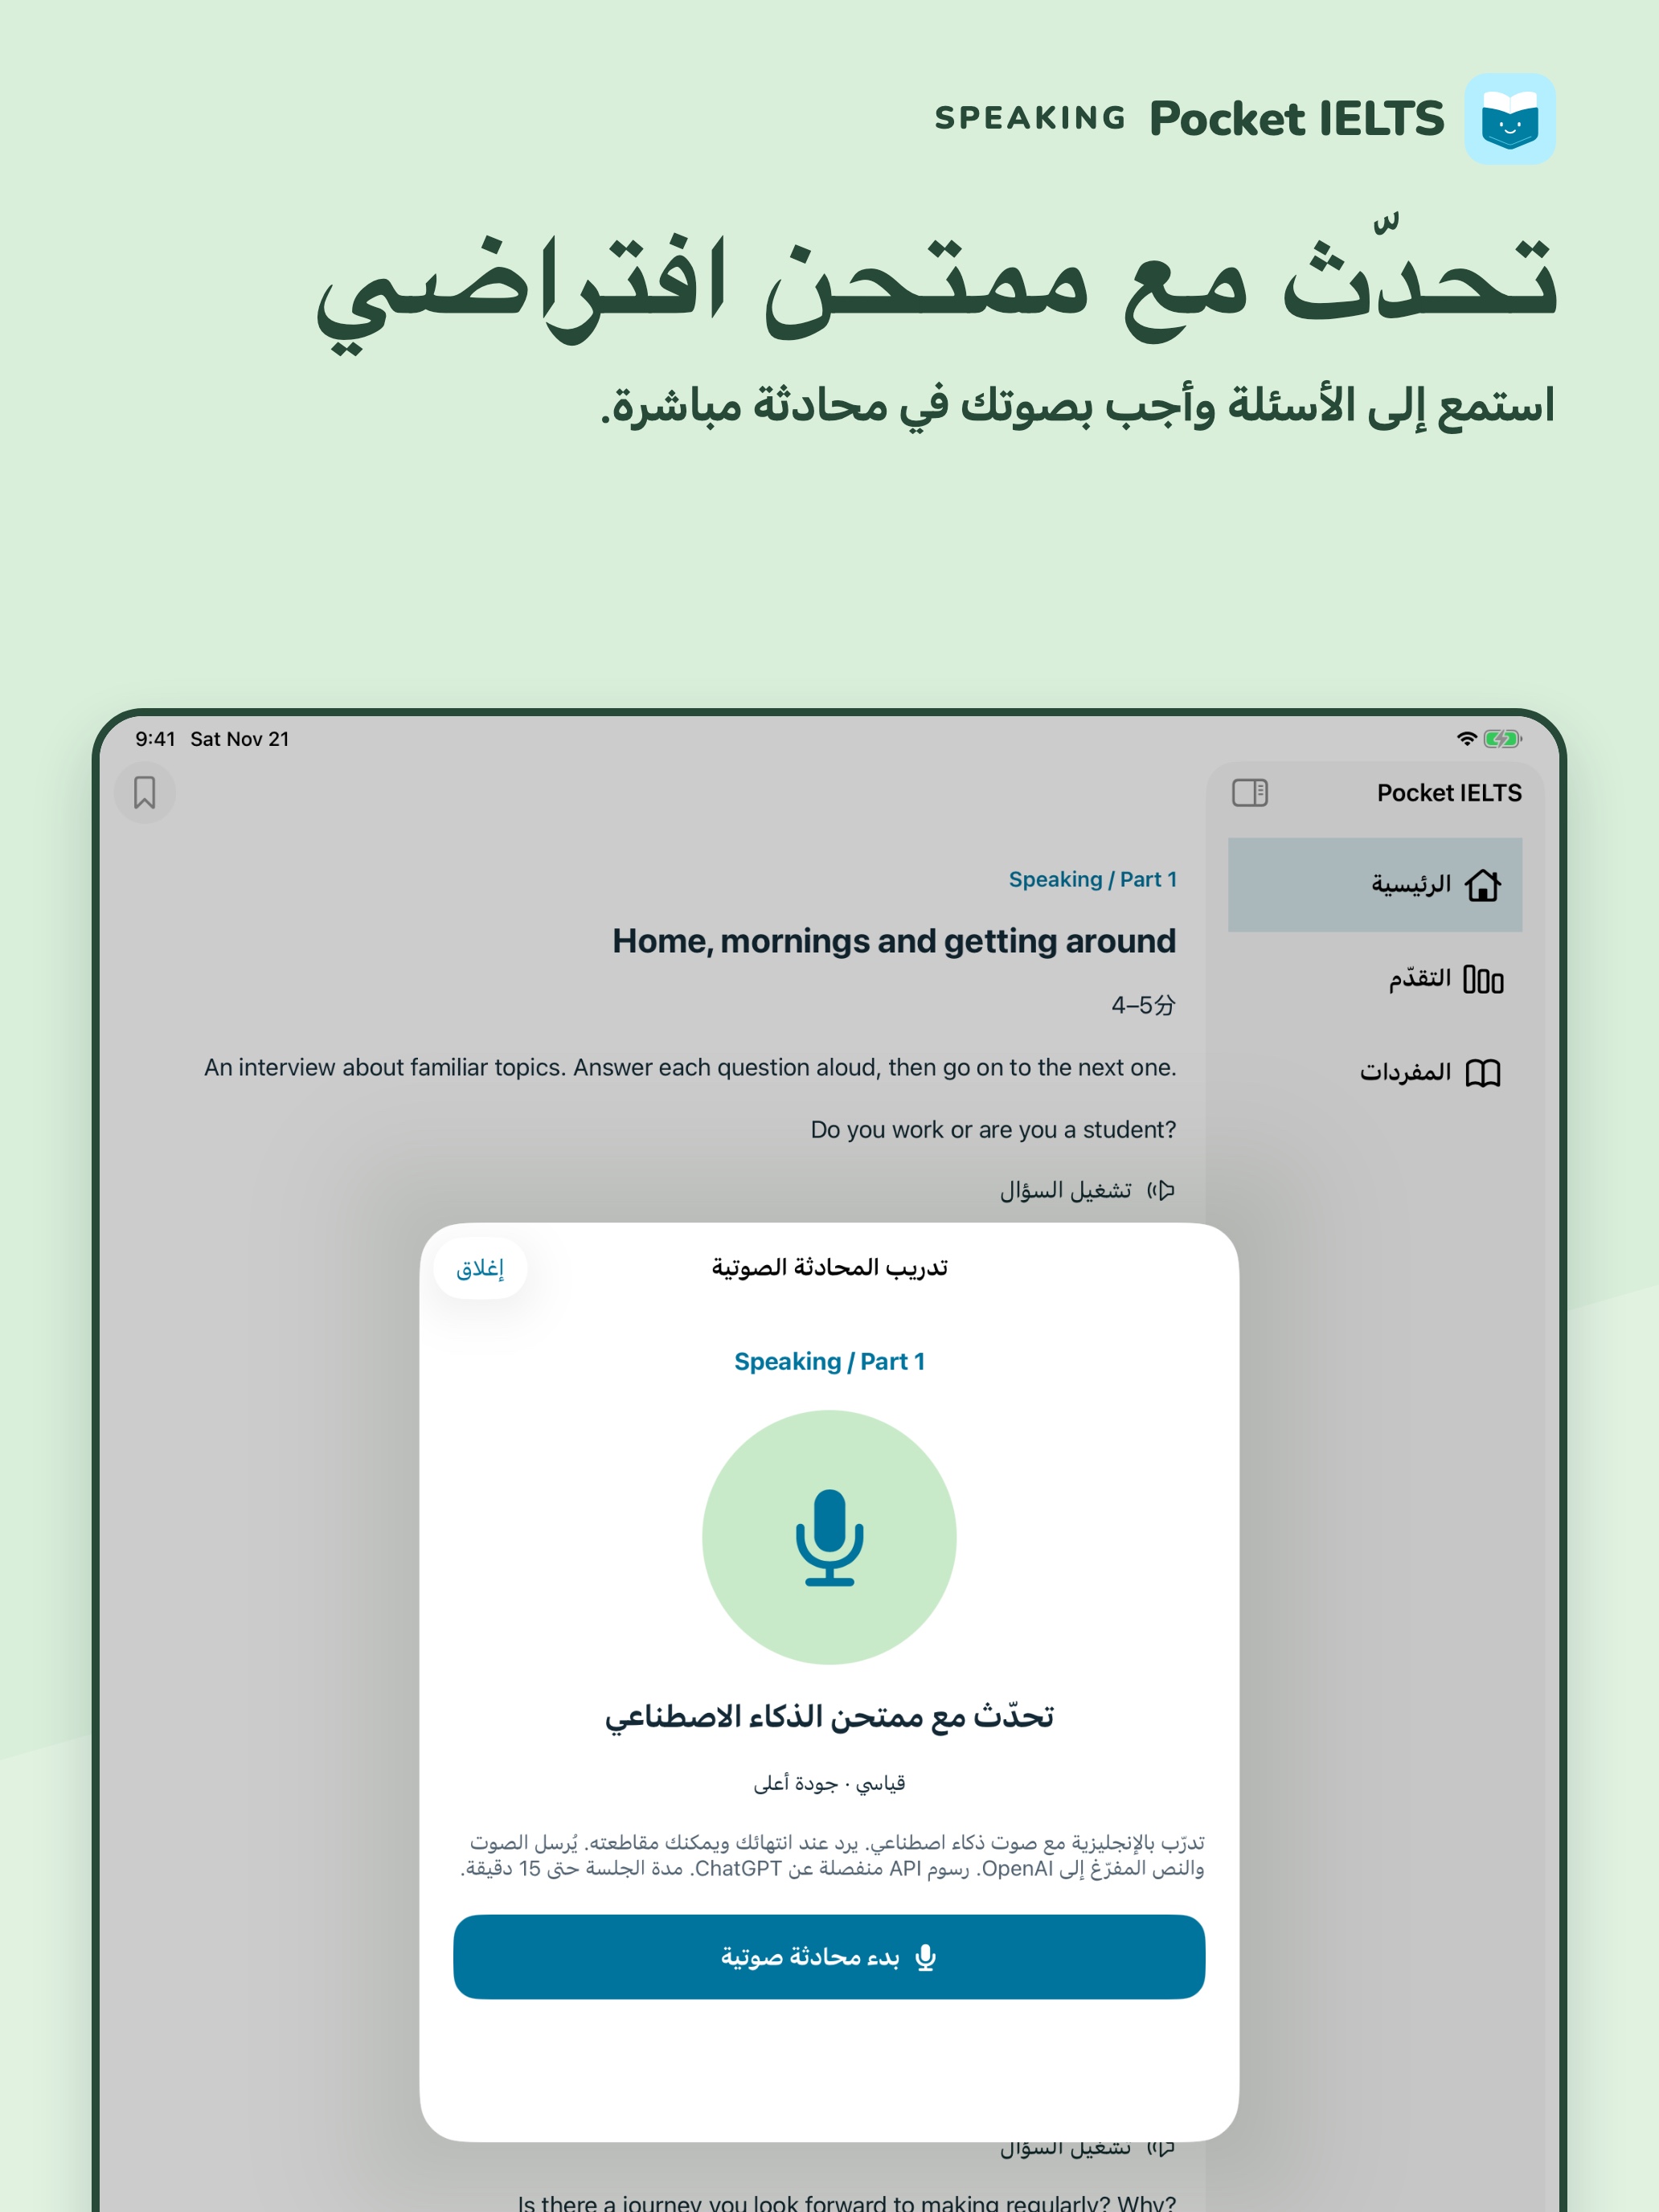 Pocket IELTS SPEAKING
تحدّث مع ممتحن افتراضي
استمع إلى الأسئلة وأجب بصوتك في محادثة مباشرة.
9:41 Sat Nov 21
Pocket IELTS
الرئيسية
التقدّم
المفردات
Speaking / Part 1
Home, mornings and getting around
4–5分
An interview about familiar topics. Answer each question aloud, then go on to the next one.
Do you work or are you a student?
تشغيل السؤال
تدريب المحادثة الصوتية
إغلاق
Speaking / Part 1
تحدّث مع ممتحن الذكاء الاصطناعي
قياسي · جودة أعلى
تدرّب بالإنجليزية مع صوت ذكاء اصطناعي. يرد عند انتهائك ويمكنك مقاطعته. يُرسل الصوت
والنص المفرّغ إلى OpenAI. رسوم API منفصلة عن ChatGPT. مدة الجلسة حتى 15 دقيقة.
بدء محادثة صوتية
تشغيل السؤال
Is there a journey you look forward to making regularly? Why?